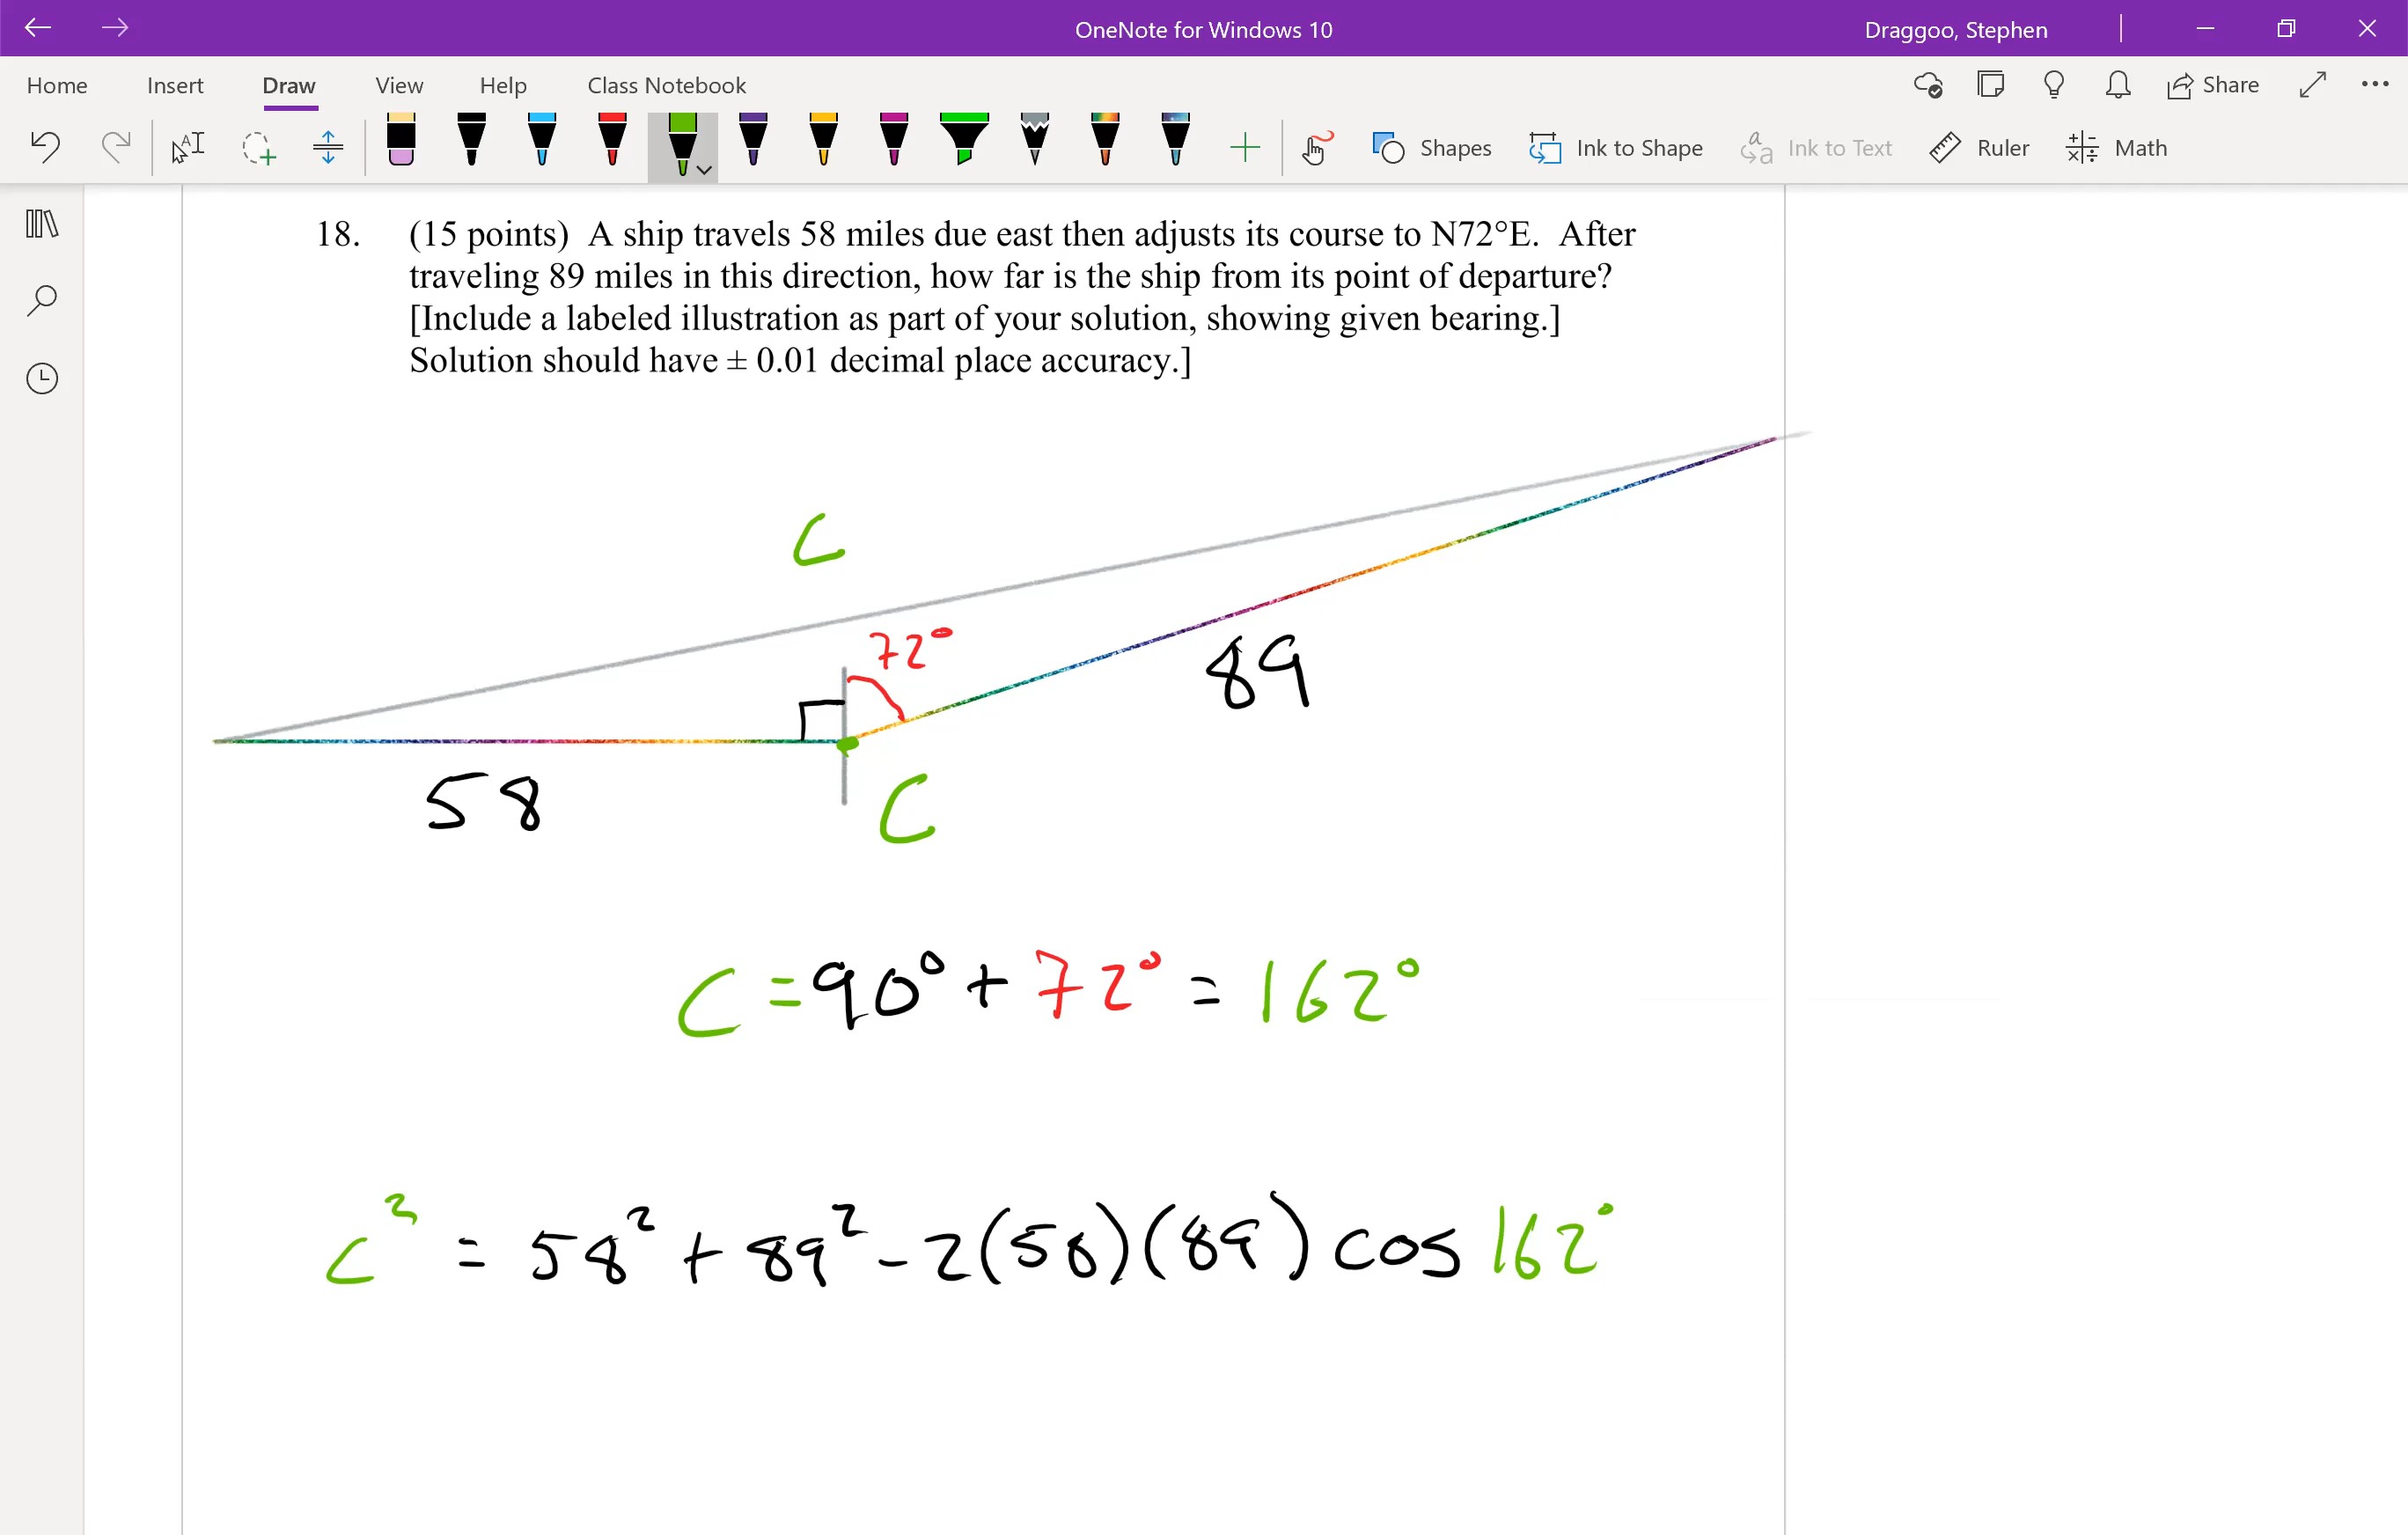 OneNote for Windows 10
Draggoo, Stephen
Home Insert Draw View Help Class Notebook Share
Shapes Ink to Shape Ink to Text Ruler Math
18. (15 points) A ship travels 58 miles due east then adjusts its course to N72°E. After
traveling 89 miles in this direction, how far is the ship from its point of departure?
[Include a labeled illustration as part of your solution, showing given bearing.]
Solution should have ± 0.01 decimal place accuracy.]
c
72°
89
58
C
C = 90° + 72° = 162°
c² = 58² + 89² - 2(58)(89) cos 162°